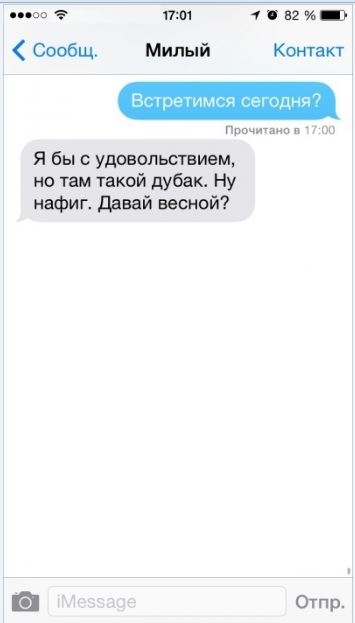 17:01
82 %
Сообщ.
Милый
Контакт
Встретимся сегодня?
Прочитано в 17:00
Я бы с удовольствием,
но там такой дубак. Ну
нафиг. Давай весной?
iMessage
Отпр.